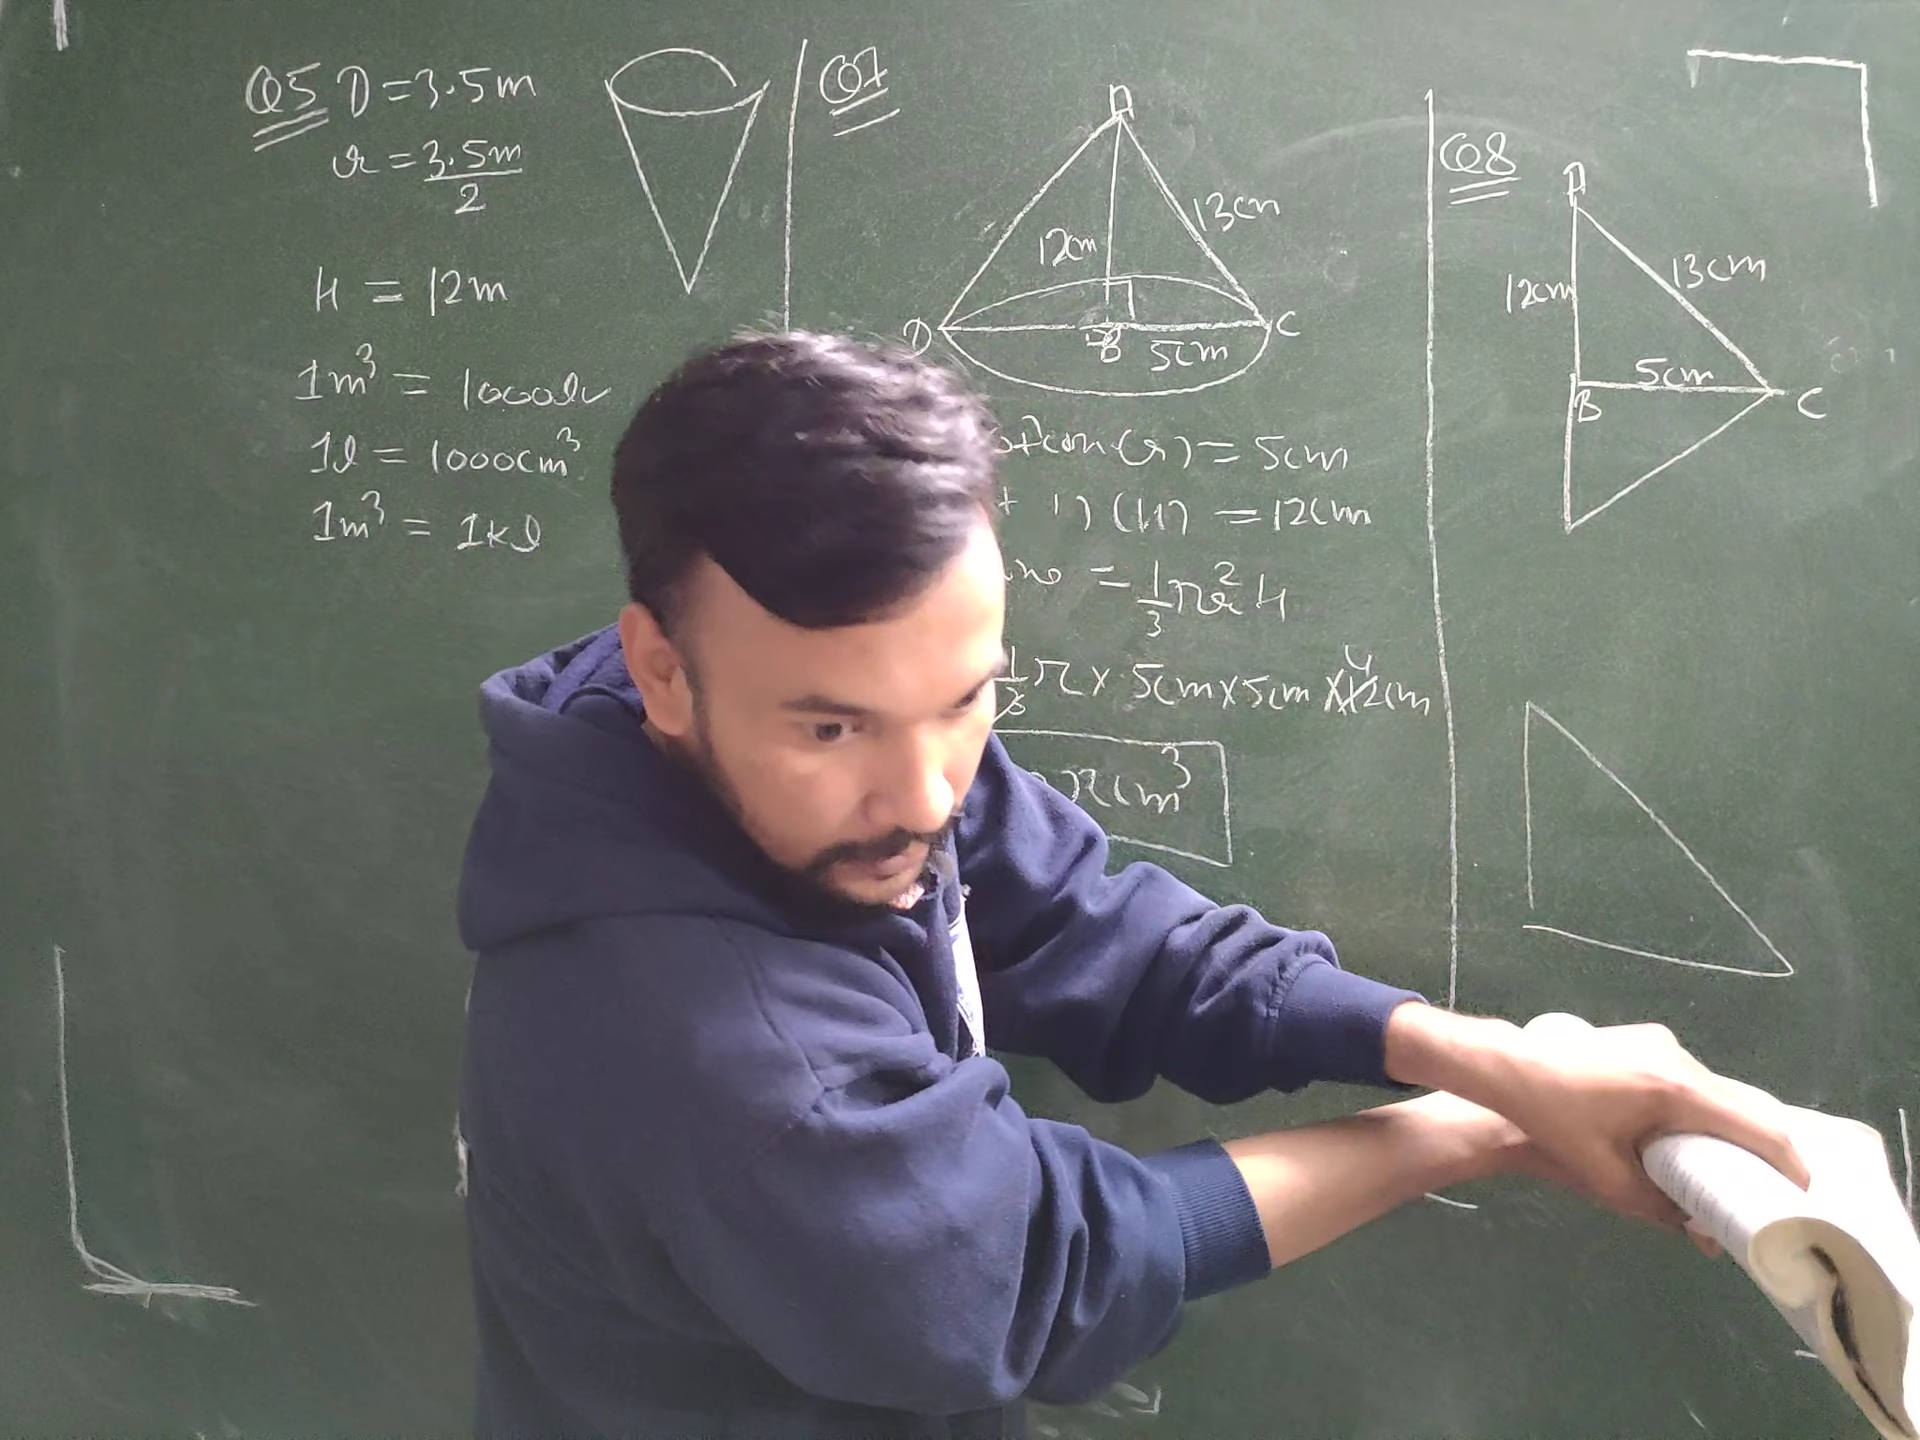 Q5 D = 3.5m
r = 3.5m/2
H = 12m
1m³ = 1000
1l = 1000cm³
1m³ = 1kl
Q7
A
12cm
13cm
D
B
5cm
C
(r) = 5cm
(H) = 12cm
= 1/3 πr²H
1/3 π × 5cm × 5cm × 12cm
4
πcm³
Q8
A
12cm
13cm
5cm
B
C